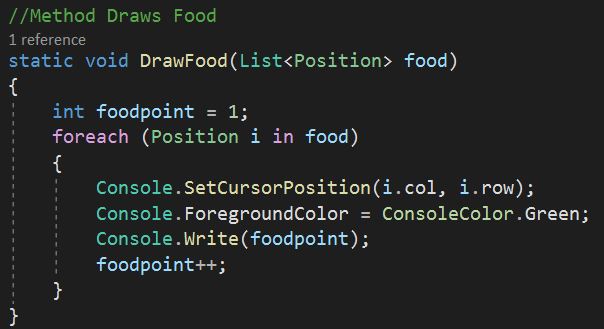 //Method Draws Food
1 reference
static void DrawFood(List<Position> food)
{
    int foodpoint = 1;
    foreach (Position i in food)
    {
        Console.SetCursorPosition(i.col, i.row);
        Console.ForegroundColor = ConsoleColor.Green;
        Console.Write(foodpoint);
        foodpoint++;
    }
}